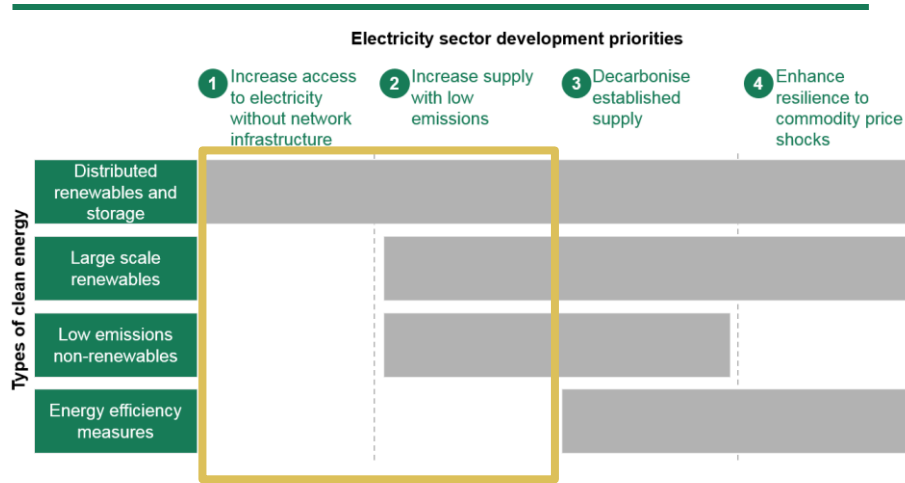 Electricity sector development priorities
1 Increase access
to electricity
without network
infrastructure
2 Increase supply
with low
emissions
3 Decarbonise
established
supply
4 Enhance
resilience to
commodity price
shocks
Types of clean energy
Distributed
renewables and
storage
Large scale
renewables
Low emissions
non-renewables
Energy efficiency
measures